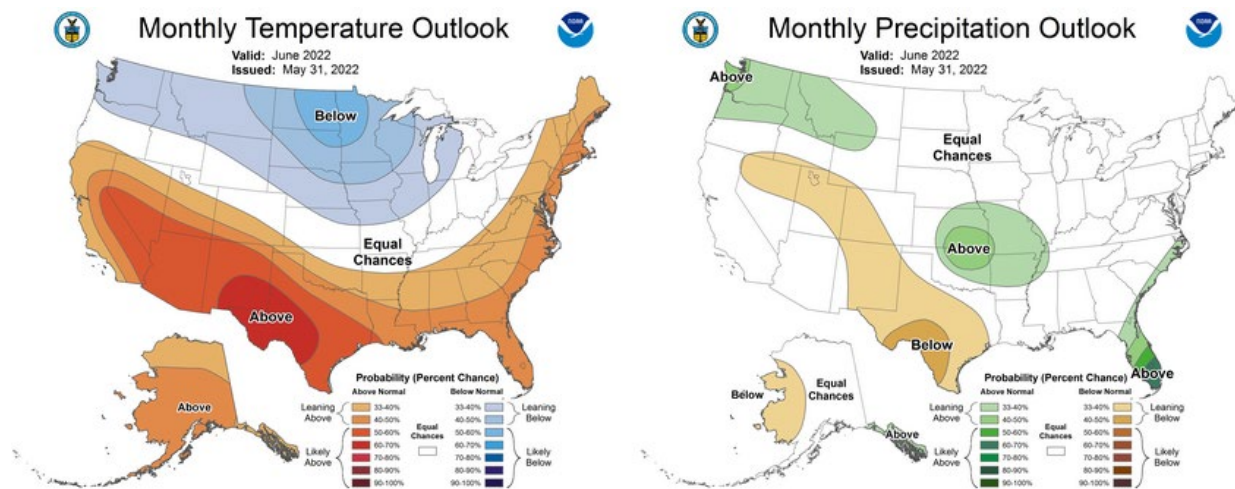 Monthly Temperature Outlook
Valid: June 2022
Issued: May 31, 2022
Below
Equal
Chances
Above
Above
Probability (Percent Chance)
Above Normal
Below Normal
Leaning
Above
Likely
Above
33-40%
40-50%
50-60%
60-70%
70-80%
80-90%
90-100%
Equal
Chances
33-40%
40-50%
50-60%
60-70%
70-80%
80-90%
90-100%
Leaning
Below
Likely
Below
Monthly Precipitation Outlook
Valid: June 2022
Issued: May 31, 2022
Above
Equal
Chances
Above
Below
Above
Below
Equal
Chances
Above
Probability (Percent Chance)
Above Normal
Below Normal
Leaning
Above
Likely
Above
33-40%
40-50%
50-60%
60-70%
70-80%
80-90%
90-100%
Equal
Chances
33-40%
40-50%
50-60%
60-70%
70-80%
80-90%
90-100%
Leaning
Below
Likely
Below